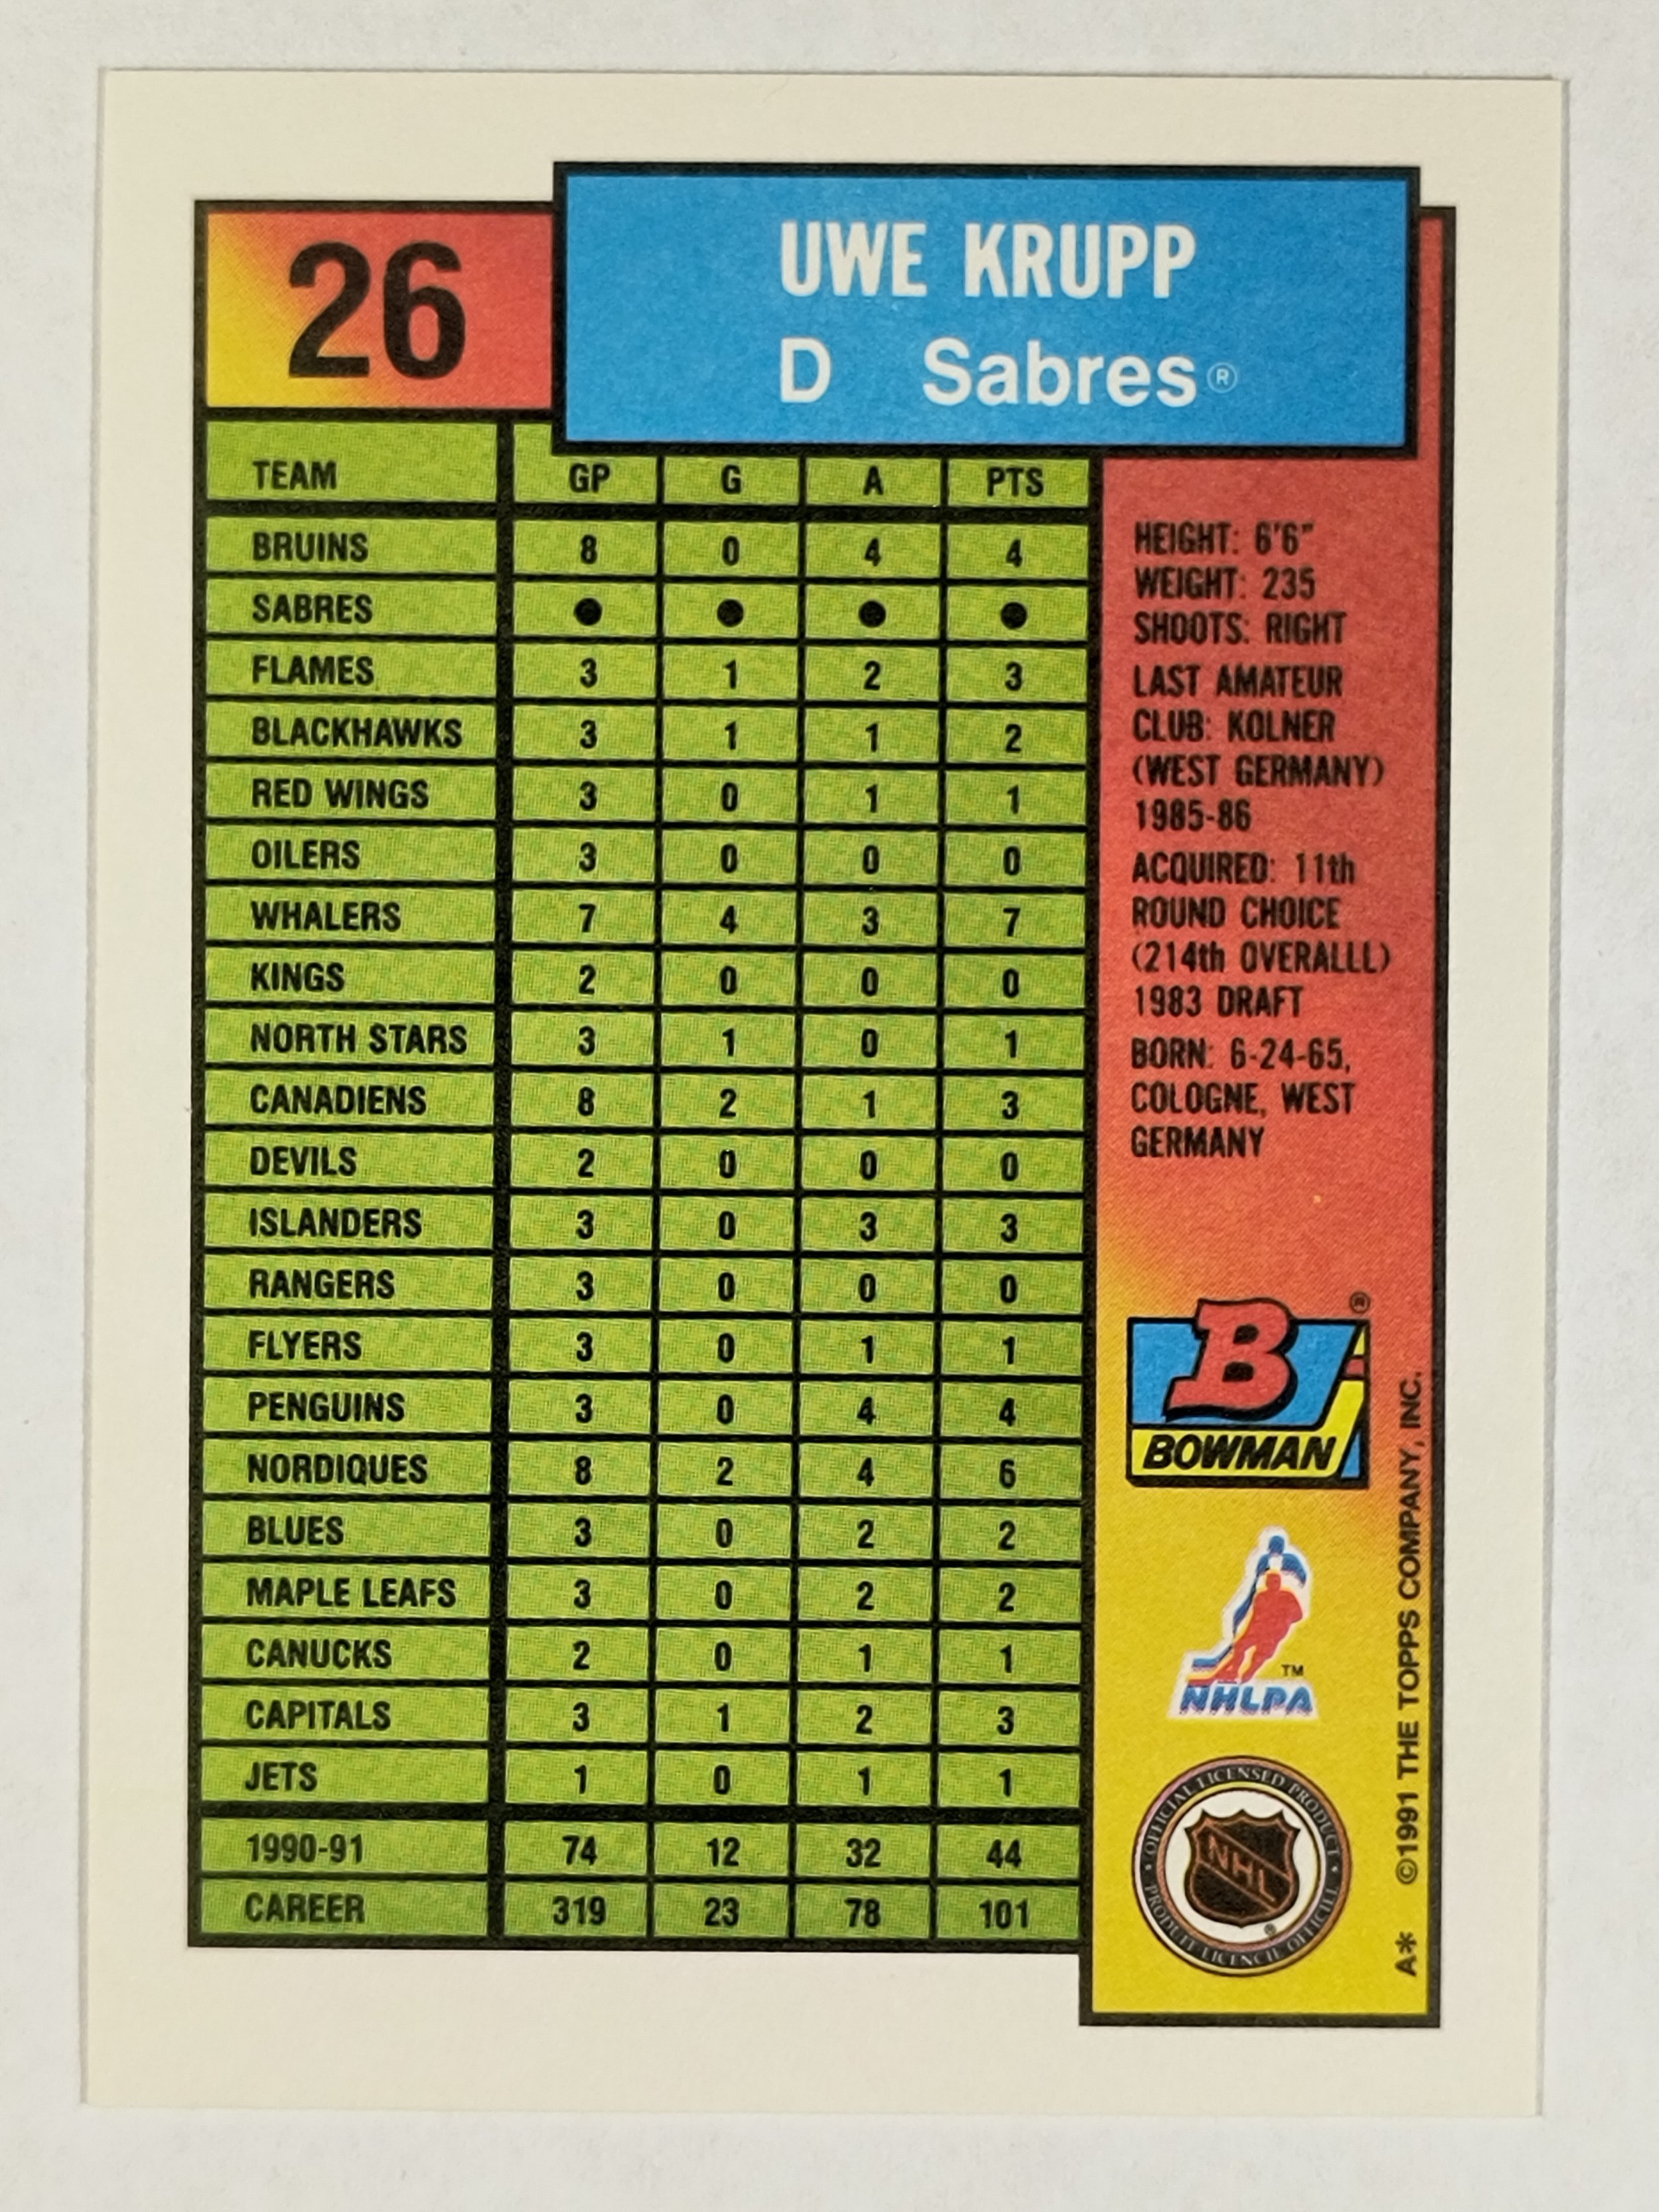 26
UWE KRUPP
D Sabres®
TEAM GP G A PTS
BRUINS 8 0 4 4
SABRES ● ● ● ●
FLAMES 3 1 2 3
BLACKHAWKS 3 1 1 2
RED WINGS 3 0 1 1
OILERS 3 0 0 0
WHALERS 7 4 3 7
KINGS 2 0 0 0
NORTH STARS 3 1 0 1
CANADIENS 8 2 1 3
DEVILS 2 0 0 0
ISLANDERS 3 0 3 3
RANGERS 3 0 0 0
FLYERS 3 0 1 1
PENGUINS 3 0 4 4
NORDIQUES 8 2 4 6
BLUES 3 0 2 2
MAPLE LEAFS 3 0 2 2
CANUCKS 2 0 1 1
CAPITALS 3 1 2 3
JETS 1 0 1 1
1990-91 74 12 32 44
CAREER 319 23 78 101
HEIGHT: 6'6"
WEIGHT: 235
SHOOTS: RIGHT
LAST AMATEUR
CLUB: KOLNER
(WEST GERMANY)
1985-86
ACQUIRED: 11th
ROUND CHOICE
(214th OVERALLL)
1983 DRAFT
BORN: 6-24-65,
COLOGNE, WEST
GERMANY
B ®
BOWMAN
NHLPA ™
• OFFICIAL LICENSED PRODUCT •
NHL ®
PRODUIT LICENCIÉ OFFICIEL
A* ©1991 THE TOPPS COMPANY, INC.